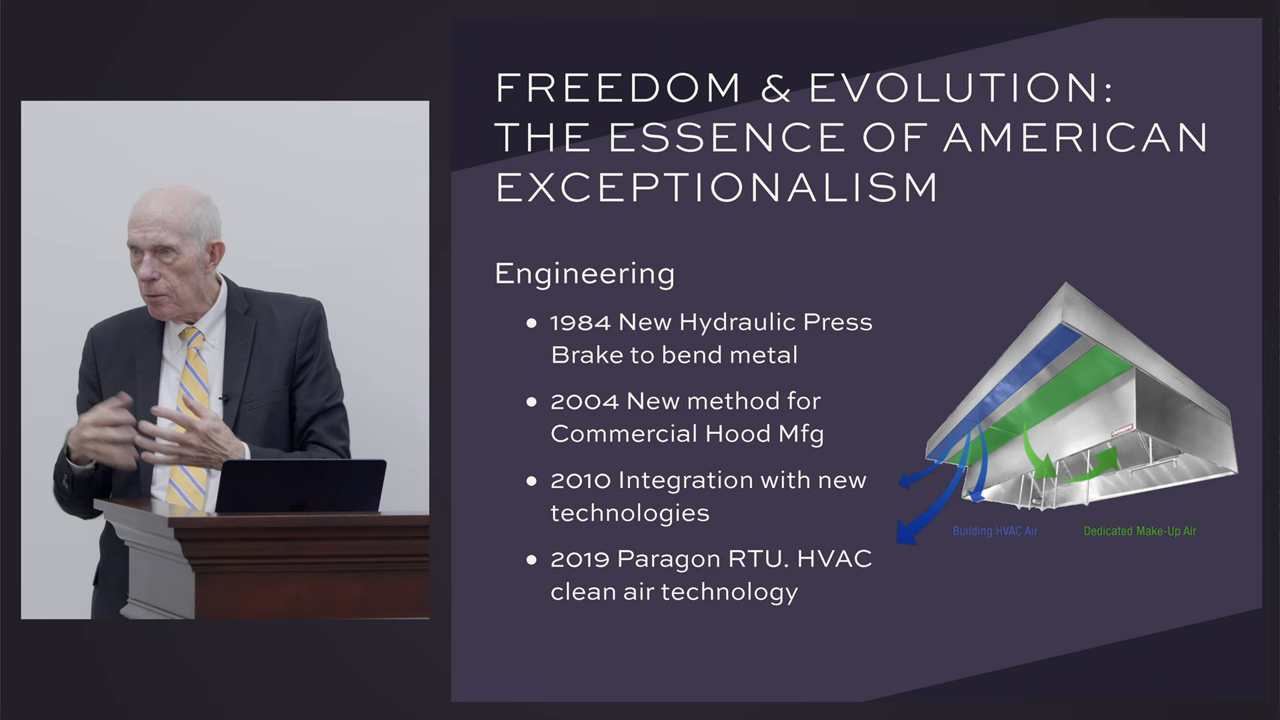 FREEDOM & EVOLUTION:
THE ESSENCE OF AMERICAN
EXCEPTIONALISM
Engineering
• 1984 New Hydraulic Press
Brake to bend metal
• 2004 New method for
Commercial Hood Mfg
• 2010 Integration with new
technologies
• 2019 Paragon RTU. HVAC
clean air technology
Building HVAC Air
Dedicated Make-Up Air